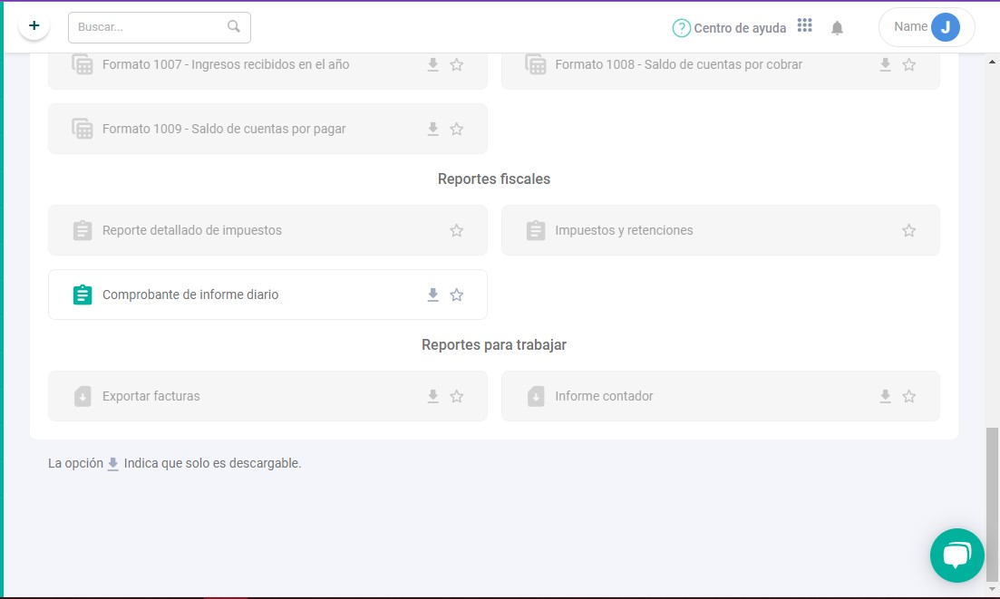 +
Buscar...
? Centro de ayuda
Name J
Formato 1007 - Ingresos recibidos en el año
Formato 1008 - Saldo de cuentas por cobrar
Formato 1009 - Saldo de cuentas por pagar
Reportes fiscales
Reporte detallado de impuestos
Impuestos y retenciones
Comprobante de informe diario
Reportes para trabajar
Exportar facturas
Informe contador
La opción Indica que solo es descargable.